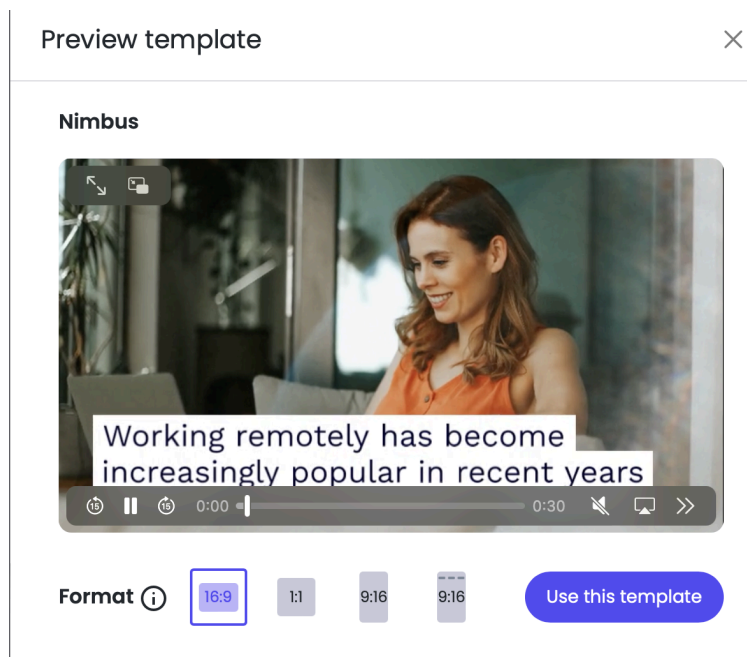 Preview template
Nimbus
Working remotely has become
increasingly popular in recent years
15
15
0:00
0:30
Format
16:9
1:1
9:16
9:16
Use this template